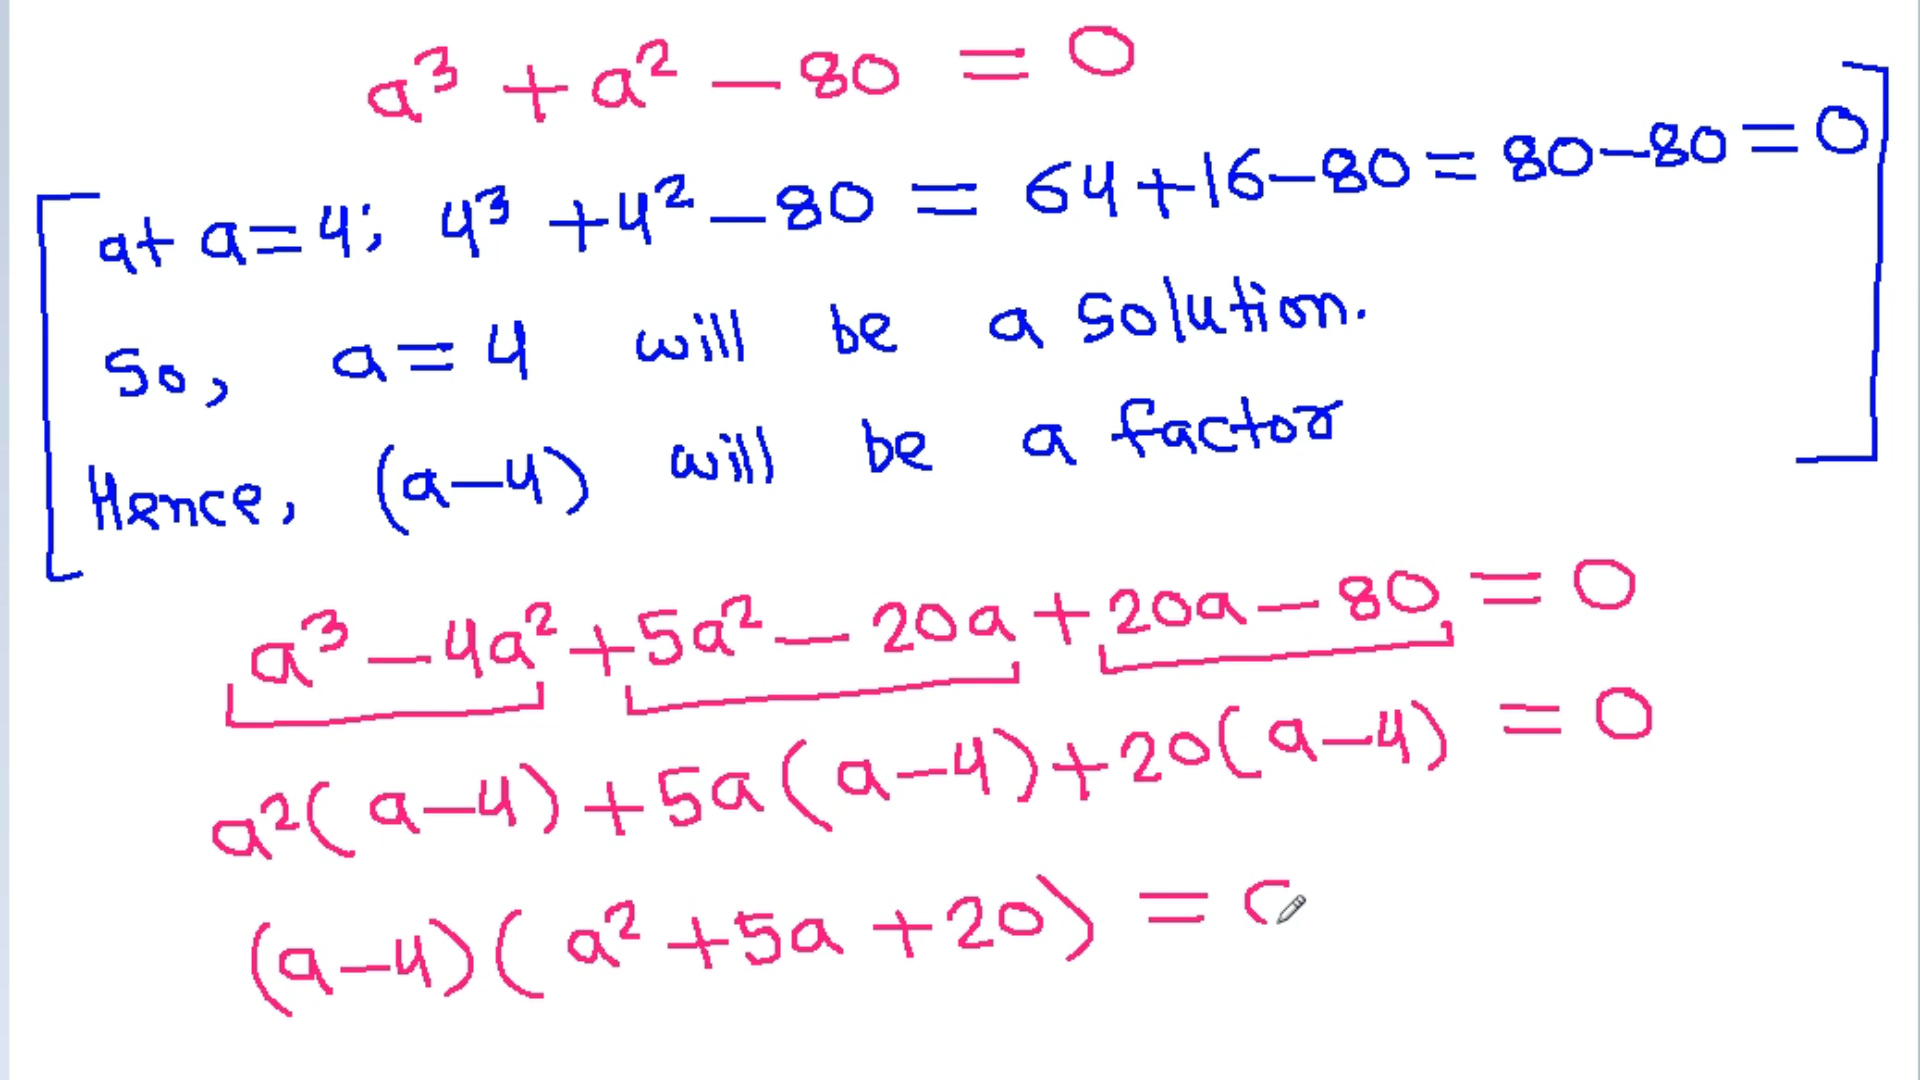 a³ + a² − 80 = 0
at a = 4; 4³ + 4² − 80 = 64 + 16 − 80 = 80 − 80 = 0
So, a = 4 will be a solution.
Hence, (a − 4) will be a factor
a³ − 4a² + 5a² − 20a + 20a − 80 = 0
a²(a − 4) + 5a(a − 4) + 20(a − 4) = 0
(a − 4)(a² + 5a + 20) =